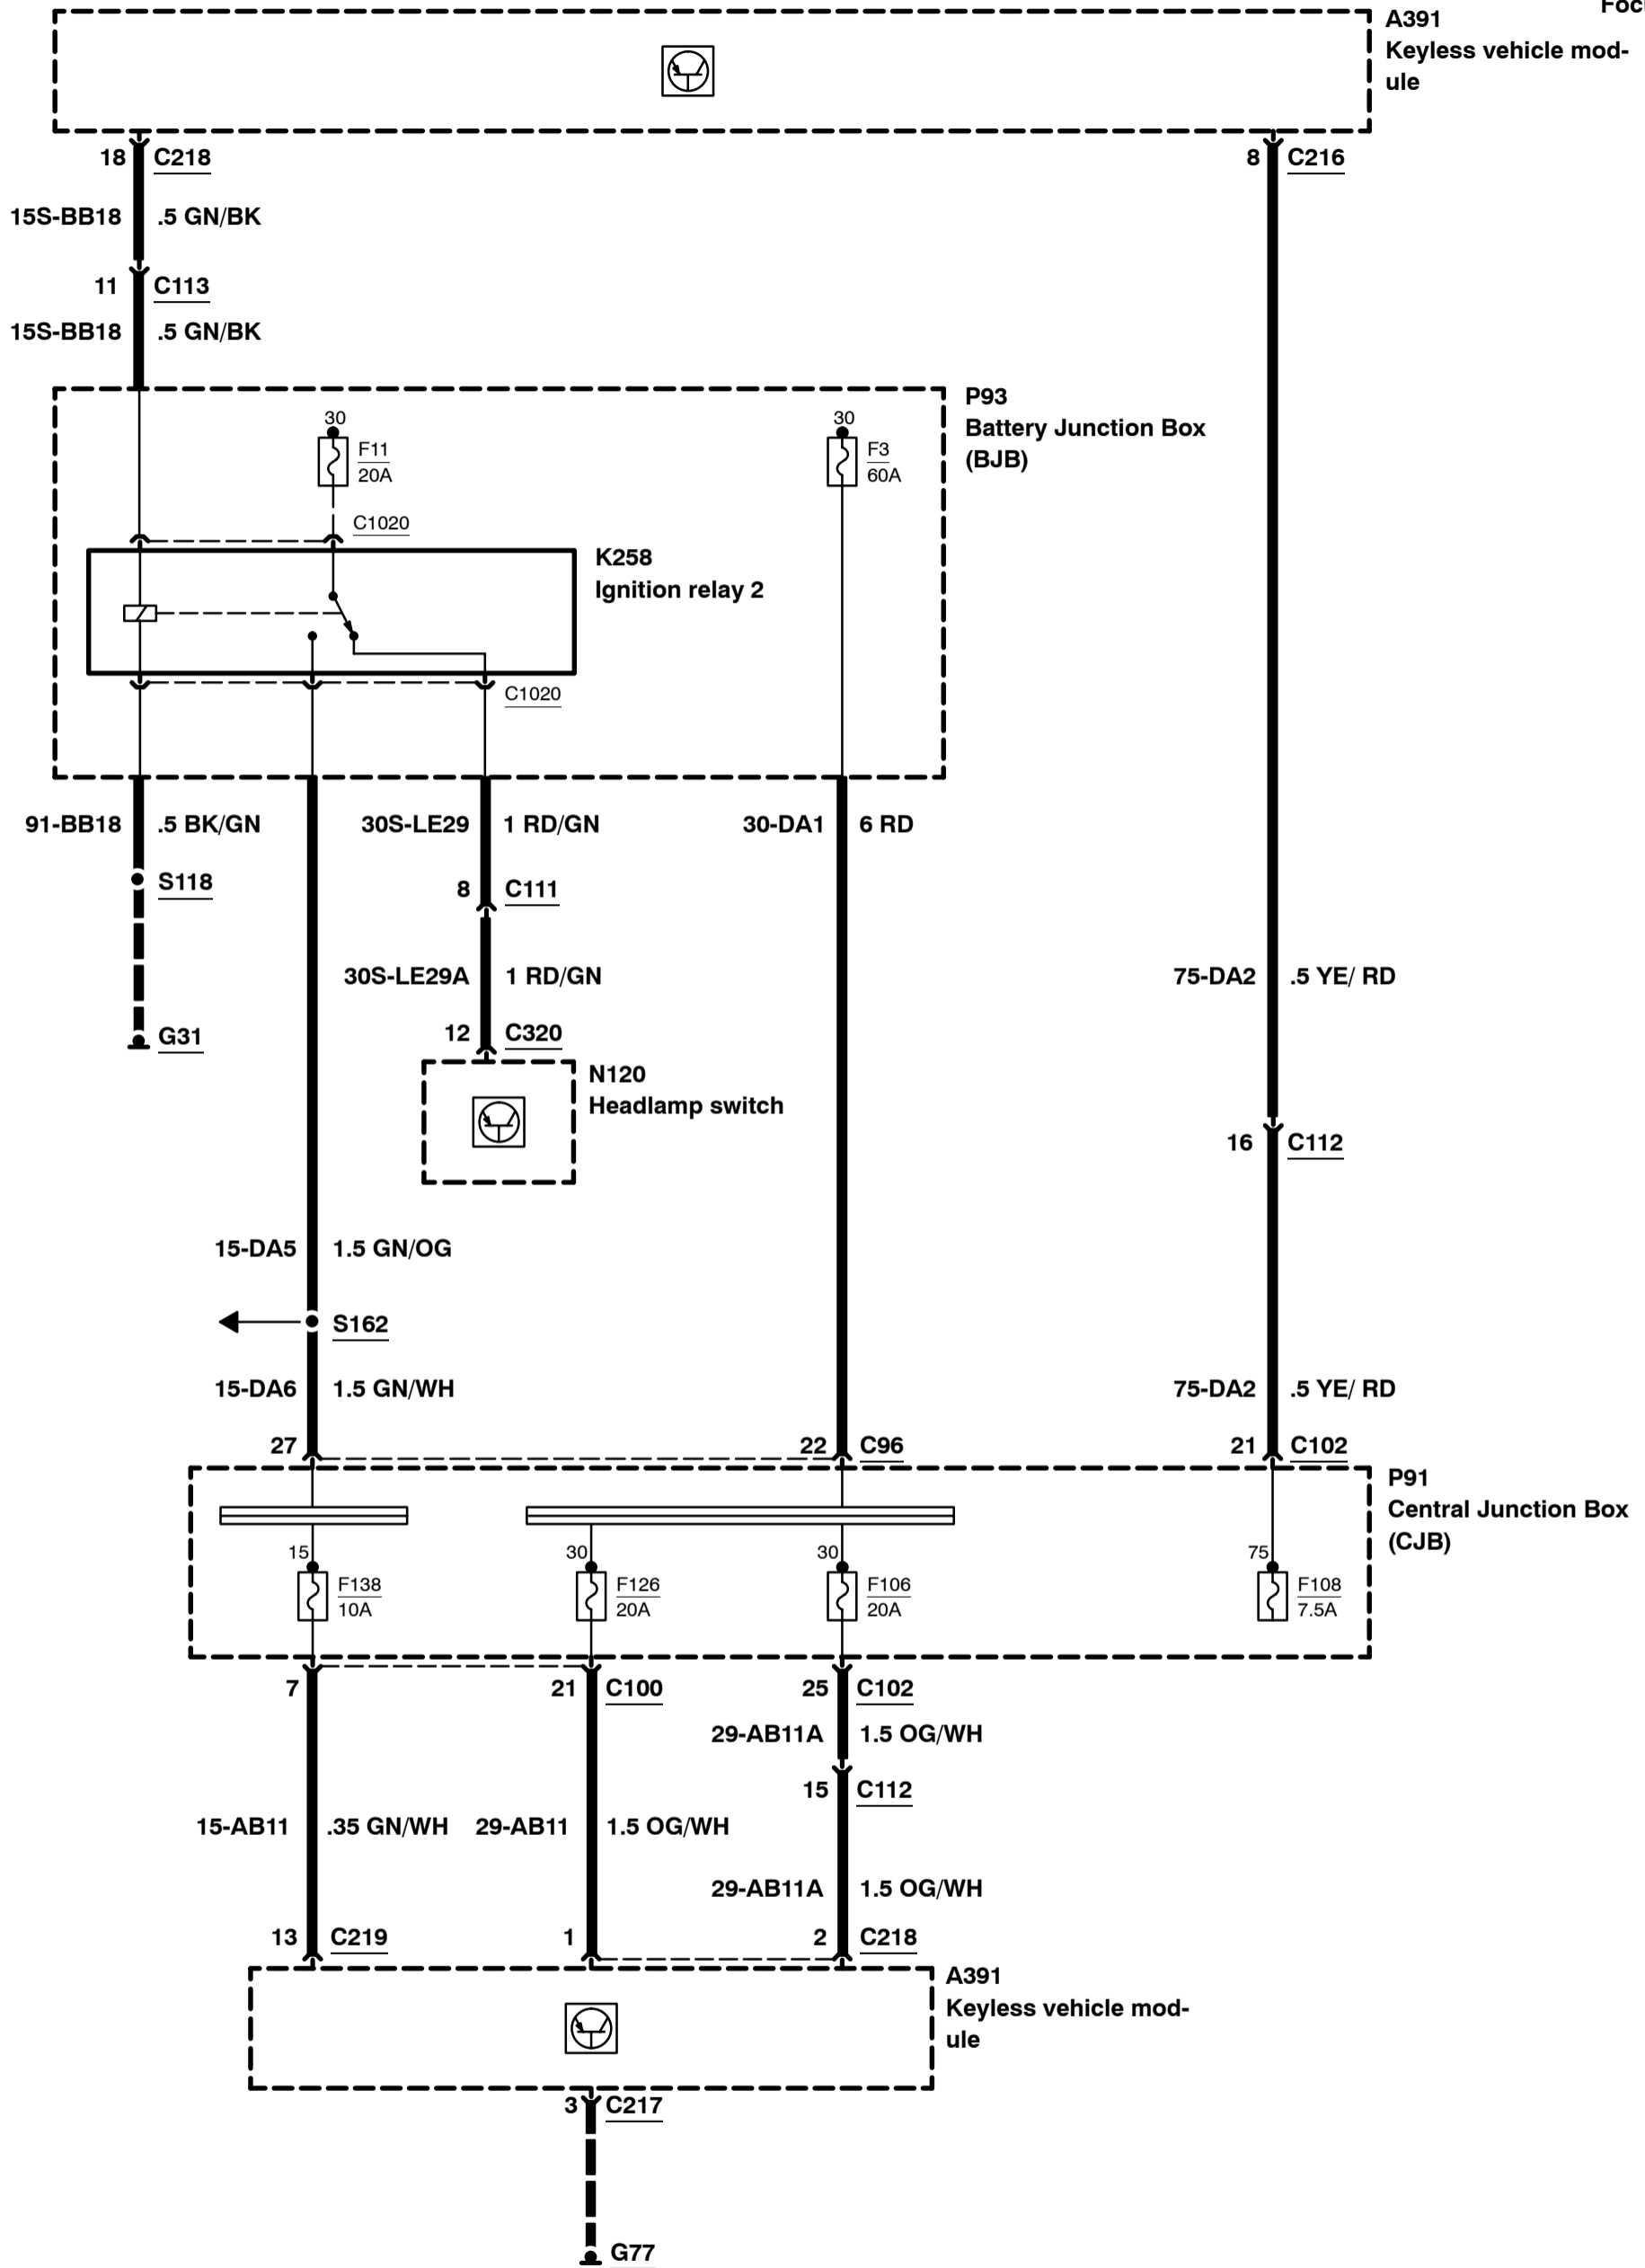 A391
Keyless vehicle mod-
ule
18 C218
8 C216
15S-BB18 .5 GN/BK
11 C113
15S-BB18 .5 GN/BK
P93
Battery Junction Box
(BJB)
30
F11
20A
30
F3
60A
C1020
K258
Ignition relay 2
C1020
91-BB18 .5 BK/GN
30S-LE29 1 RD/GN
30-DA1 6 RD
S118
8 C111
30S-LE29A 1 RD/GN
75-DA2 .5 YE/ RD
G31
12 C320
N120
Headlamp switch
16 C112
15-DA5 1.5 GN/OG
S162
15-DA6 1.5 GN/WH
75-DA2 .5 YE/ RD
27
22 C96
21 C102
P91
Central Junction Box
(CJB)
15
F138
10A
30
F126
20A
30
F106
20A
75
F108
7.5A
7
21 C100
25 C102
29-AB11A 1.5 OG/WH
15 C112
15-AB11 .35 GN/WH
29-AB11 1.5 OG/WH
29-AB11A 1.5 OG/WH
13 C219
1
2 C218
A391
Keyless vehicle mod-
ule
3 C217
G77